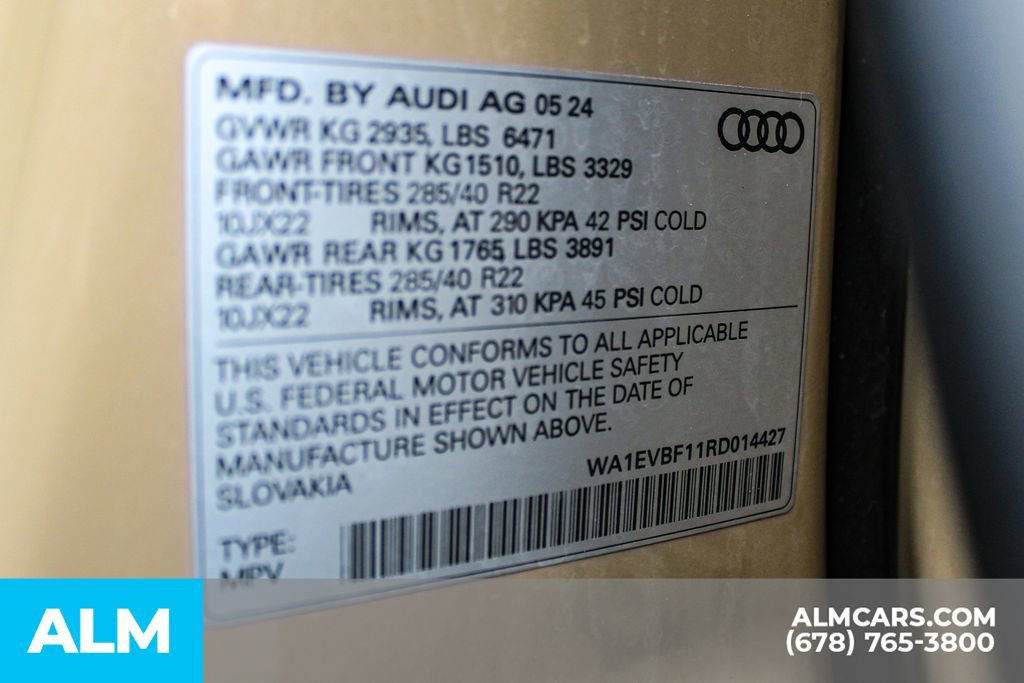 MFD. BY AUDI AG 05 24
GVWR KG 2935, LBS 6471
GAWR FRONT KG1510, LBS 3329
FRONT-TIRES 285/40 R22
10JX22 RIMS, AT 290 KPA 42 PSI COLD
GAWR REAR KG 1765, LBS 3891
REAR-TIRES 285/40 R22
10JX22 RIMS, AT 310 KPA 45 PSI COLD
THIS VEHICLE CONFORMS TO ALL APPLICABLE
U.S. FEDERAL MOTOR VEHICLE SAFETY
STANDARDS IN EFFECT ON THE DATE OF
MANUFACTURE SHOWN ABOVE.
SLOVAKIA
WA1EVBF11RD014427
TYPE:
MPV
ALM
ALMCARS.COM
(678) 765-3800